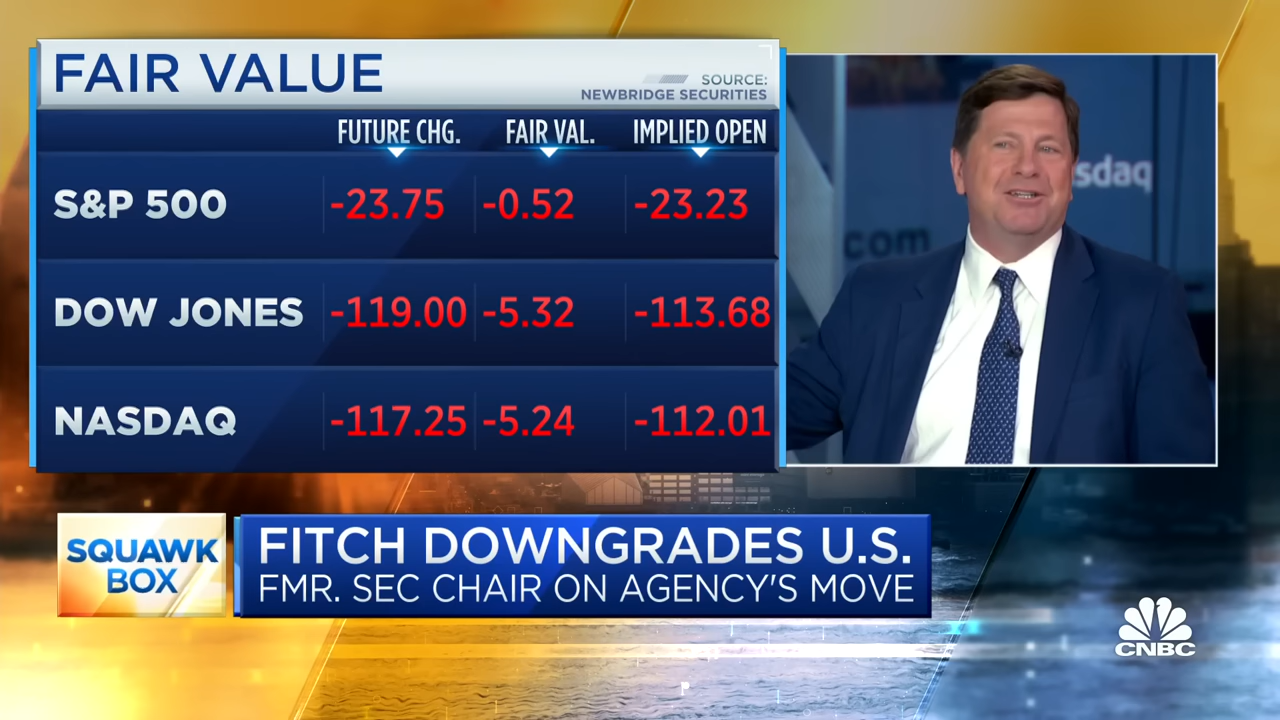 FAIR VALUE
SOURCE:
NEWBRIDGE SECURITIES
FUTURE CHG. FAIR VAL. IMPLIED OPEN
S&P 500 -23.75 -0.52 -23.23
DOW JONES -119.00 -5.32 -113.68
NASDAQ -117.25 -5.24 -112.01
sdaq
com
SQUAWK
BOX
FITCH DOWNGRADES U.S.
FMR. SEC CHAIR ON AGENCY'S MOVE
CNBC
P